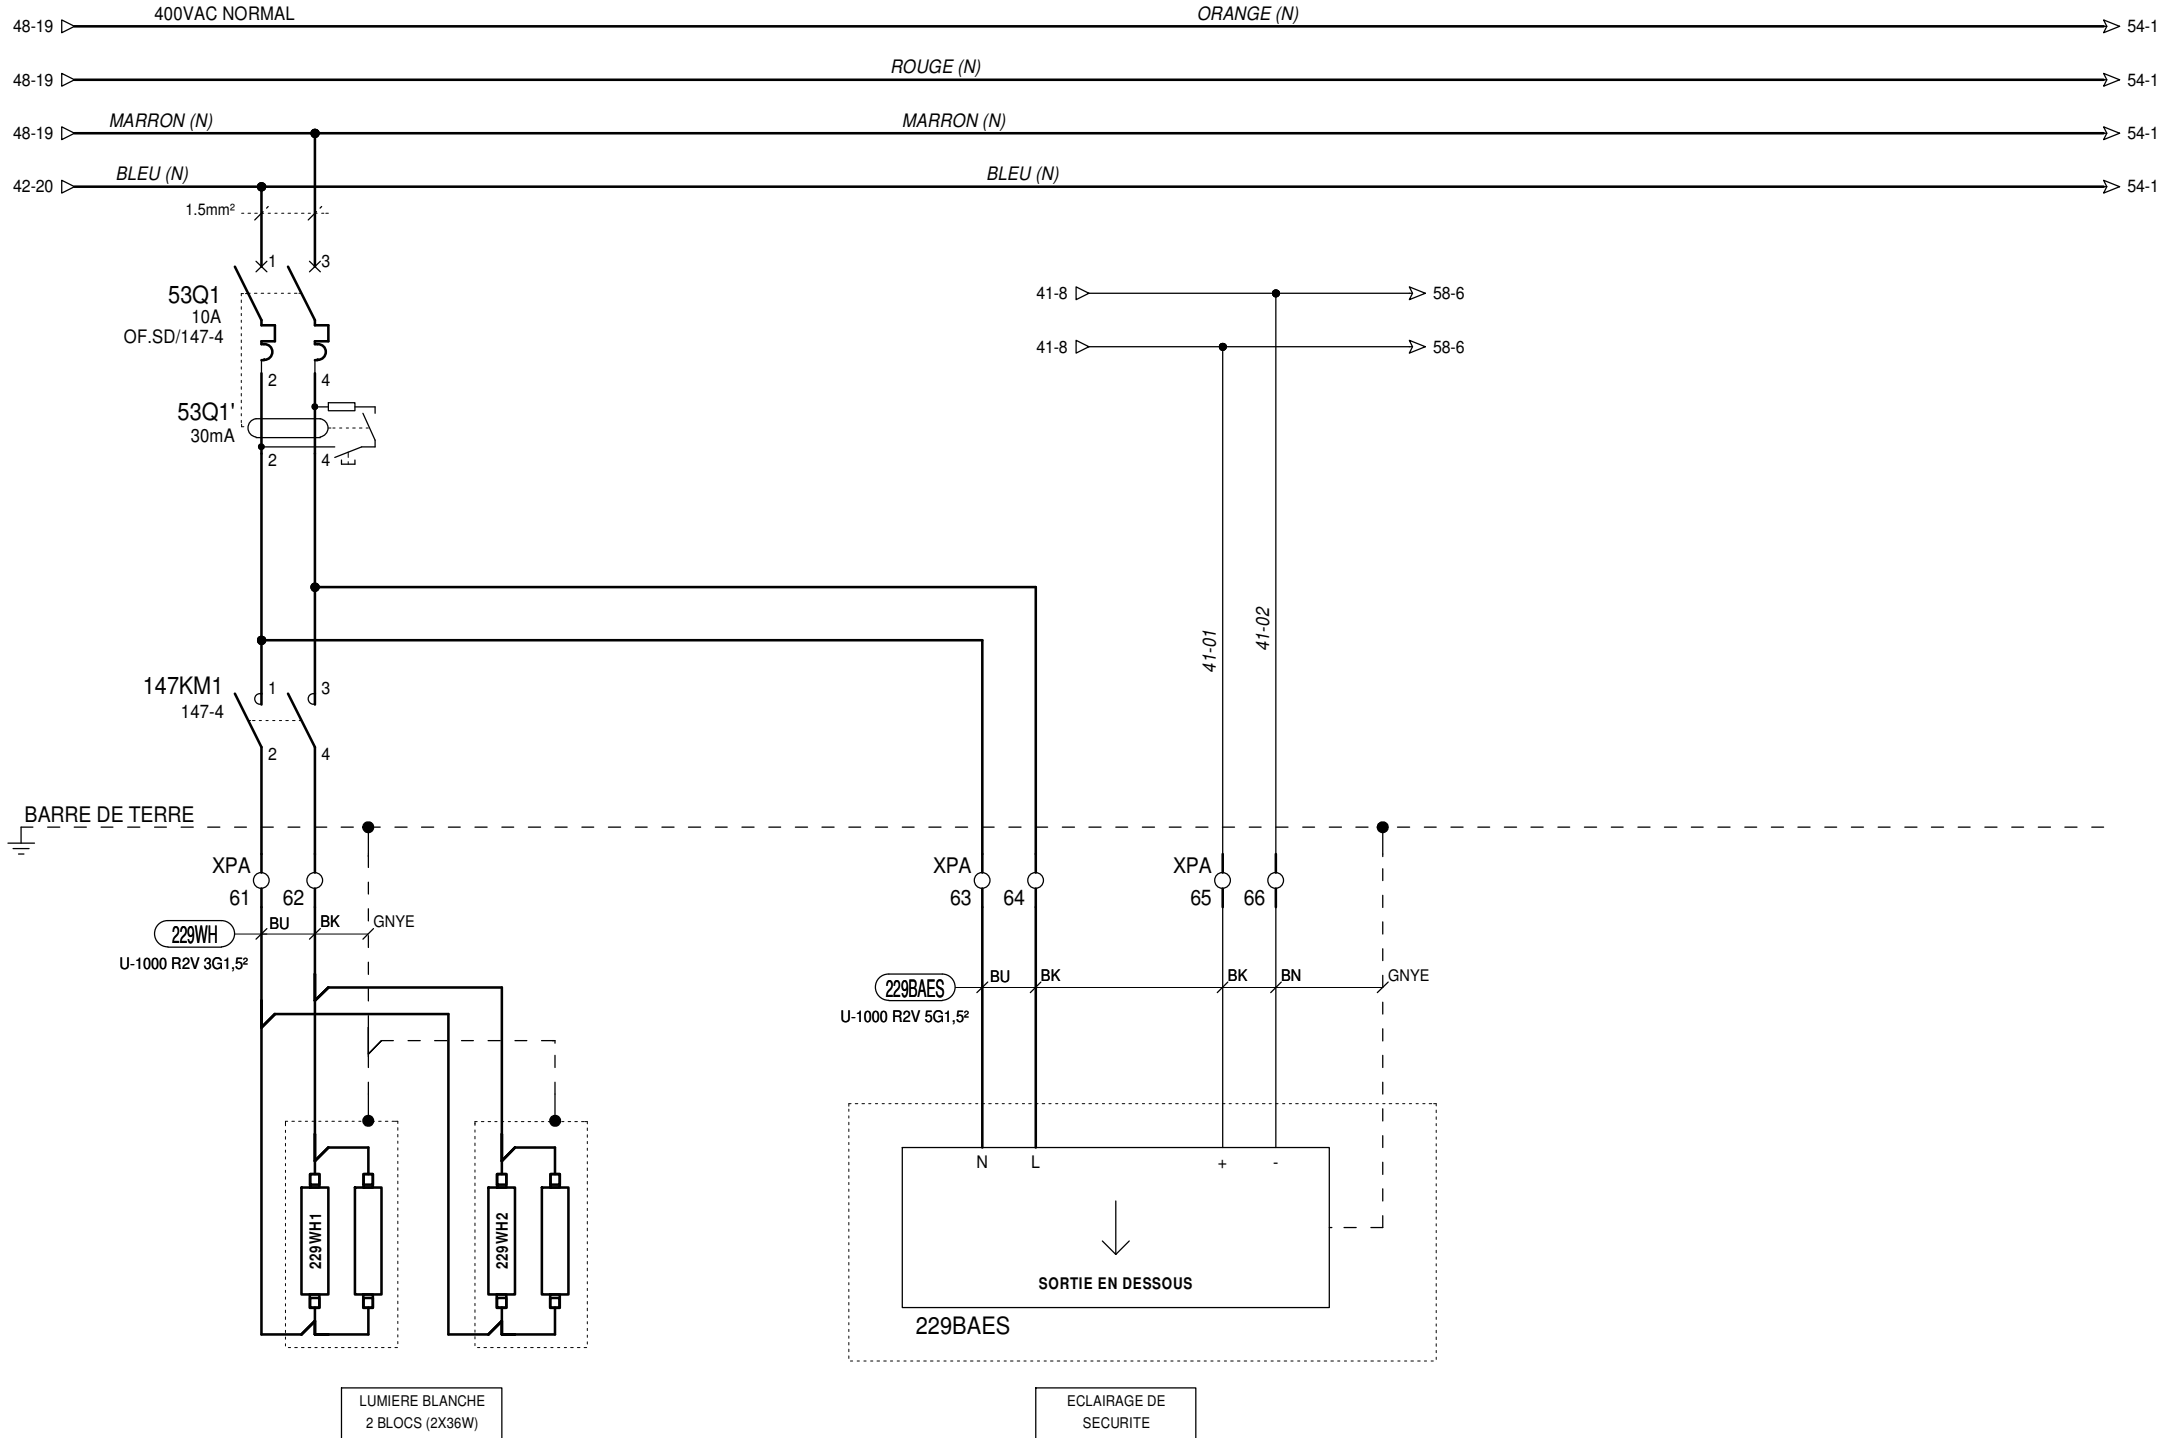 400VAC NORMAL
ORANGE (N)
48-19
54-1
ROUGE (N)
48-19
54-1
MARRON (N)
MARRON (N)
48-19
54-1
BLEU (N)
BLEU (N)
42-20
54-1
1.5mm²
1
3
53Q1
10A
OF.SD/147-4
2
4
53Q1'
30mA
2
4
41-8
58-6
41-8
58-6
41-01
41-02
147KM1
147-4
1
3
2
4
BARRE DE TERRE
XPA
61
62
XPA
63
64
XPA
65
66
229WH
BU
BK
GNYE
U-1000 R2V 3G1,5²
229BAES
BU
BK
BK
BN
GNYE
U-1000 R2V 5G1,5²
N
L
+
-
229WH1
229WH2
SORTIE EN DESSOUS
229BAES
LUMIERE BLANCHE
2 BLOCS (2X36W)
ECLAIRAGE DE
SECURITE